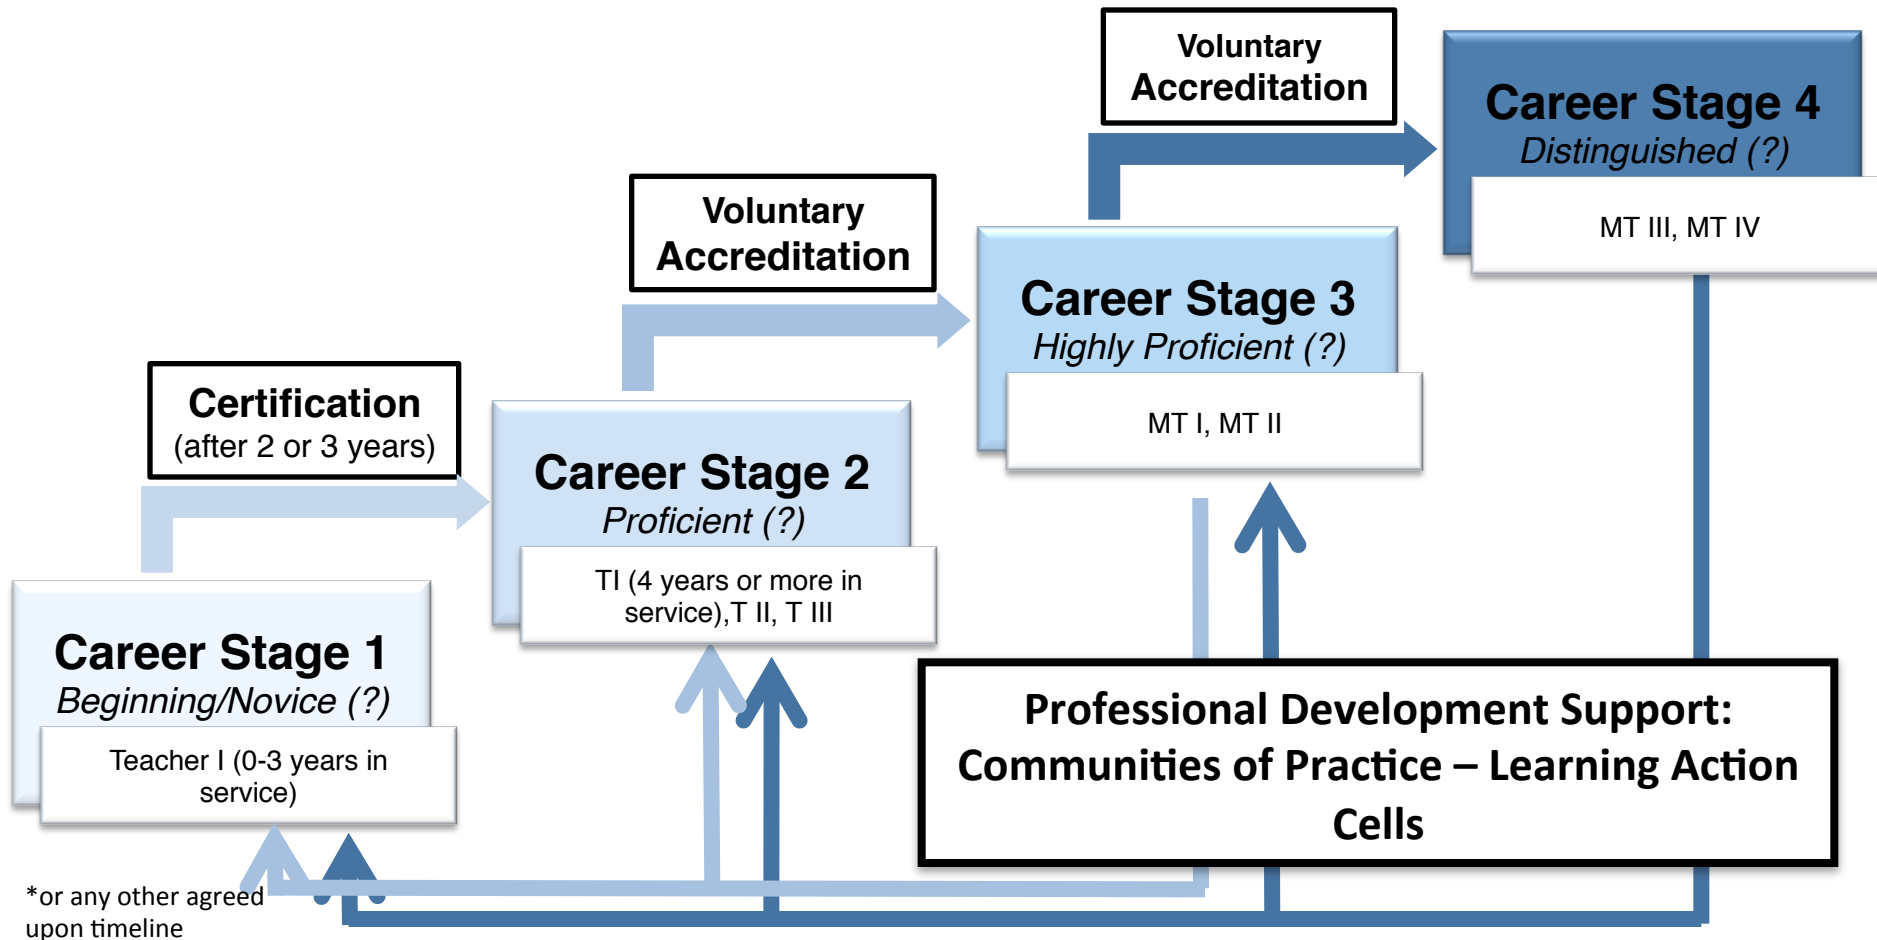 Voluntary
Accreditation
Career Stage 4
Distinguished (?)
MT III, MT IV
Voluntary
Accreditation
Career Stage 3
Highly Proficient (?)
MT I, MT II
Certification
(after 2 or 3 years)
Career Stage 2
Proficient (?)
TI (4 years or more in
service),T II, T III
Career Stage 1
Beginning/Novice (?)
Teacher I (0-3 years in
service)
Professional Development Support:
Communities of Practice – Learning Action
Cells
*or any other agreed
upon timeline